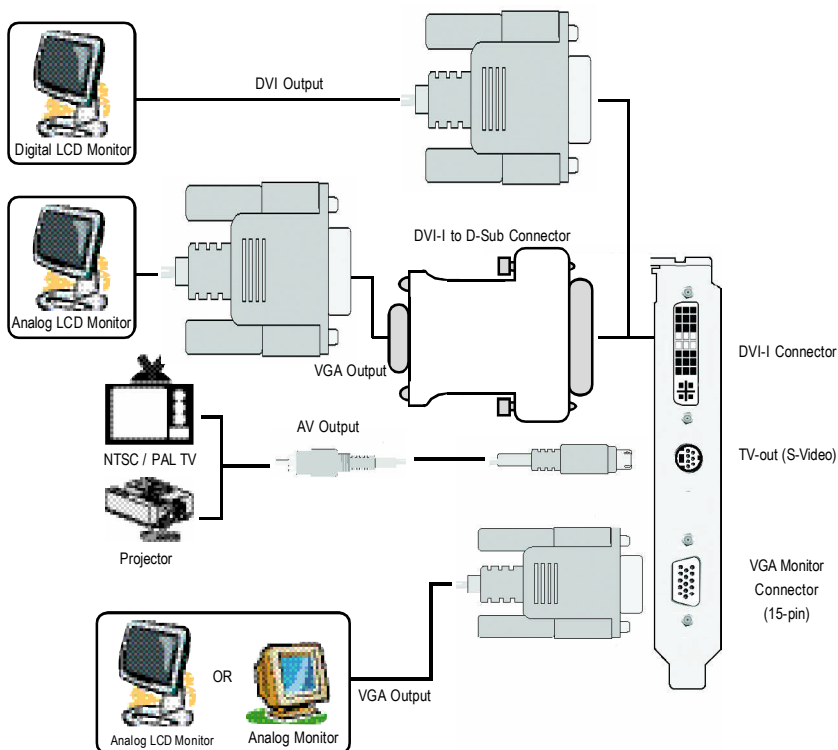 DVI Output
Digital LCD Monitor
DVI-I to D-Sub Connector
Analog LCD Monitor
VGA Output
DVI-I Connector
AV Output
NTSC / PAL TV
TV-out (S-Video)
Projector
VGA Monitor
Connector
(15-pin)
OR
VGA Output
Analog LCD Monitor
Analog Monitor